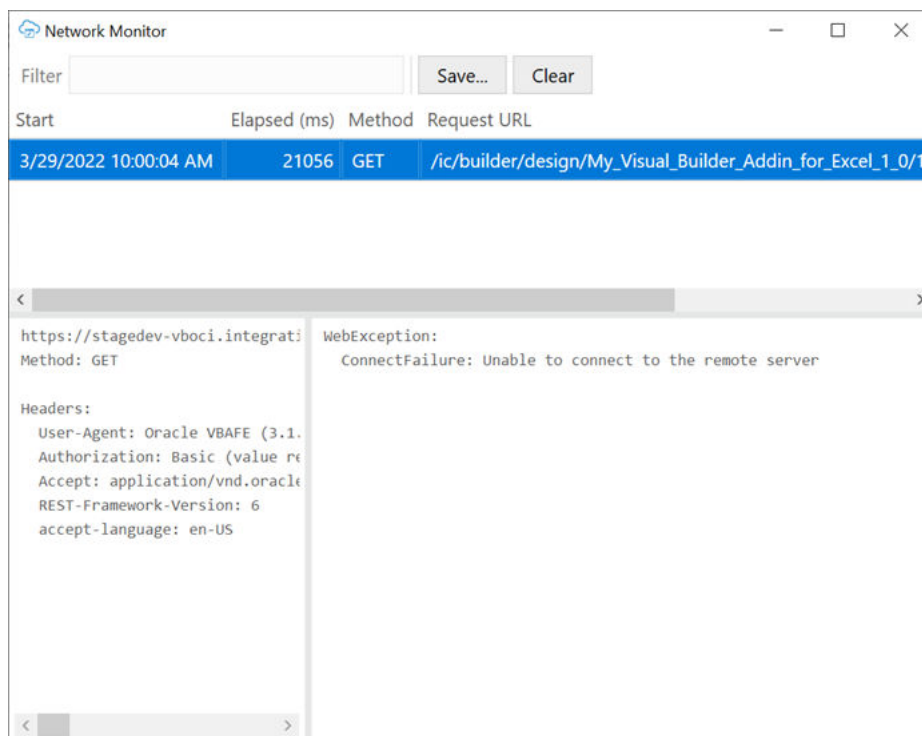 Network Monitor
Filter
Save...
Clear
Start Elapsed (ms) Method Request URL
3/29/2022 10:00:04 AM 21056 GET /ic/builder/design/My_Visual_Builder_Addin_for_Excel_1_0/1
https://stagedev-vboci.integrati
Method: GET
Headers:
User-Agent: Oracle VBAFE (3.1.
Authorization: Basic (value re
Accept: application/vnd.oracle
REST-Framework-Version: 6
accept-language: en-US
WebException:
ConnectFailure: Unable to connect to the remote server